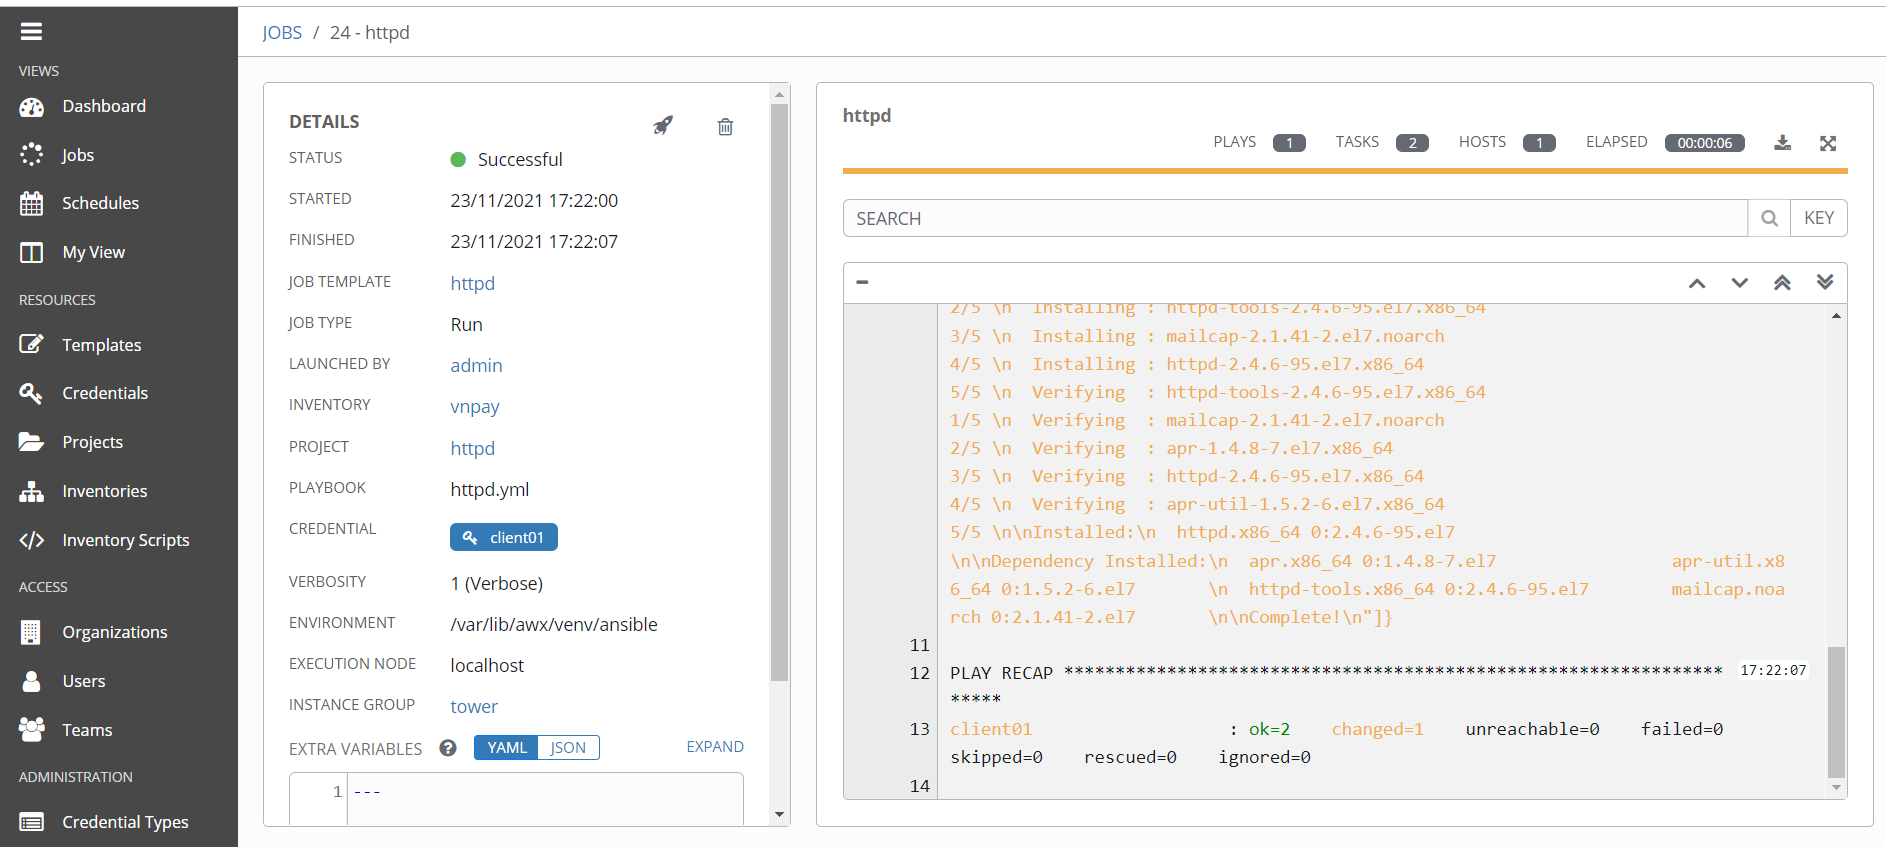 JOBS / 24 - httpd
VIEWS
Dashboard
Jobs
Schedules
My View
RESOURCES
Templates
Credentials
Projects
Inventories
Inventory Scripts
ACCESS
Organizations
Users
Teams
ADMINISTRATION
Credential Types
DETAILS
STATUS Successful
STARTED 23/11/2021 17:22:00
FINISHED 23/11/2021 17:22:07
JOB TEMPLATE httpd
JOB TYPE Run
LAUNCHED BY admin
INVENTORY vnpay
PROJECT httpd
PLAYBOOK httpd.yml
CREDENTIAL client01
VERBOSITY 1 (Verbose)
ENVIRONMENT /var/lib/awx/venv/ansible
EXECUTION NODE localhost
INSTANCE GROUP tower
EXTRA VARIABLES ? YAML JSON EXPAND
1 ---
httpd
PLAYS 1 TASKS 2 HOSTS 1 ELAPSED 00:00:06
SEARCH KEY
2/5 \n  Installing : httpd-tools-2.4.6-95.el7.x86_64
3/5 \n  Installing : mailcap-2.1.41-2.el7.noarch
4/5 \n  Installing : httpd-2.4.6-95.el7.x86_64
5/5 \n  Verifying  : httpd-tools-2.4.6-95.el7.x86_64
1/5 \n  Verifying  : mailcap-2.1.41-2.el7.noarch
2/5 \n  Verifying  : apr-1.4.8-7.el7.x86_64
3/5 \n  Verifying  : httpd-2.4.6-95.el7.x86_64
4/5 \n  Verifying  : apr-util-1.5.2-6.el7.x86_64
5/5 \n\nInstalled:\n  httpd.x86_64 0:2.4.6-95.el7
\n\nDependency Installed:\n  apr.x86_64 0:1.4.8-7.el7                 apr-util.x8
6_64 0:1.5.2-6.el7       \n  httpd-tools.x86_64 0:2.4.6-95.el7        mailcap.noa
rch 0:2.1.41-2.el7       \n\nComplete!\n"]}
11
12 PLAY RECAP **************************************************************** 17:22:07
*****
13 client01                   : ok=2    changed=1    unreachable=0    failed=0
skipped=0    rescued=0    ignored=0
14